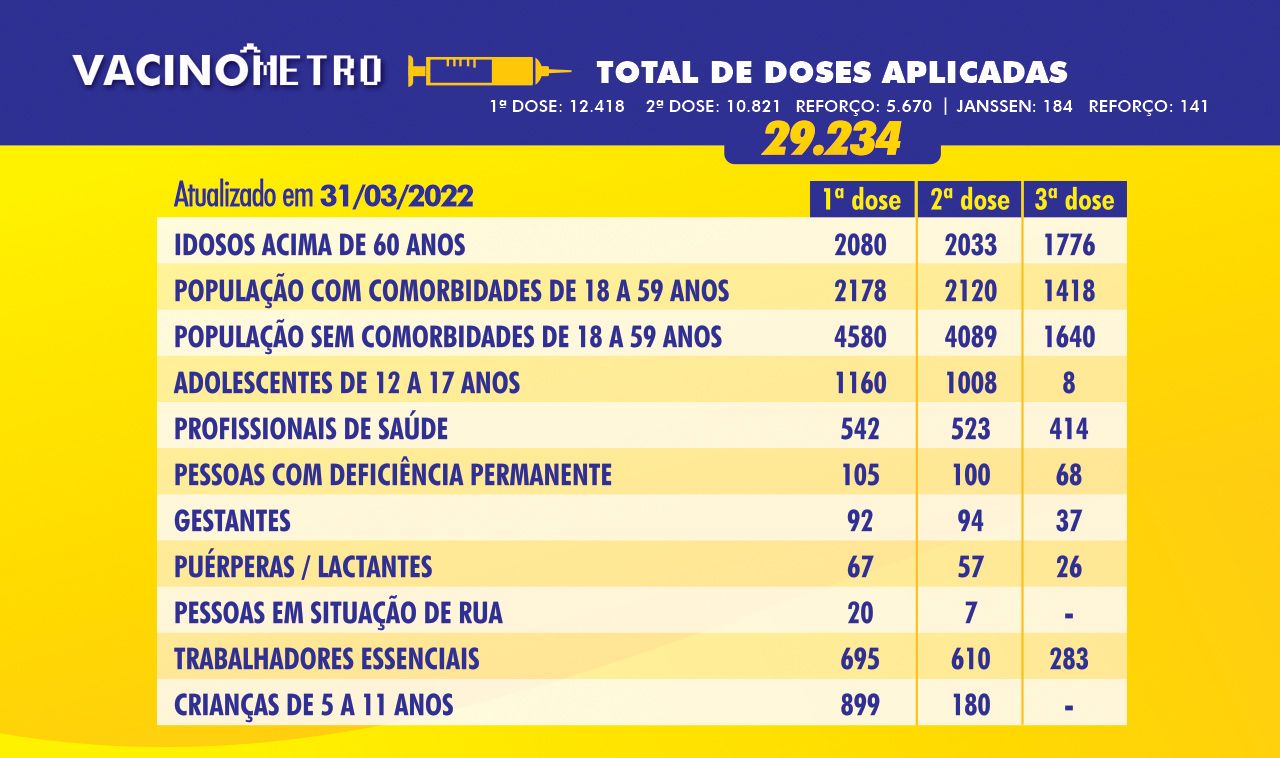 VACINÔMETRO
TOTAL DE DOSES APLICADAS
1º DOSE: 12.418 2º DOSE: 10.821 REFORÇO: 5.670 | JANSSEN: 184 REFORÇO: 141
29.234
Atualizado em 31/03/2022 1ª dose 2ª dose 3ª dose
IDOSOS ACIMA DE 60 ANOS 2080 2033 1776
POPULAÇÃO COM COMORBIDADES DE 18 A 59 ANOS 2178 2120 1418
POPULAÇÃO SEM COMORBIDADES DE 18 A 59 ANOS 4580 4089 1640
ADOLESCENTES DE 12 A 17 ANOS 1160 1008 8
PROFISSIONAIS DE SAÚDE 542 523 414
PESSOAS COM DEFICIÊNCIA PERMANENTE 105 100 68
GESTANTES 92 94 37
PUÉRPERAS / LACTANTES 67 57 26
PESSOAS EM SITUAÇÃO DE RUA 20 7 -
TRABALHADORES ESSENCIAIS 695 610 283
CRIANÇAS DE 5 A 11 ANOS 899 180 -